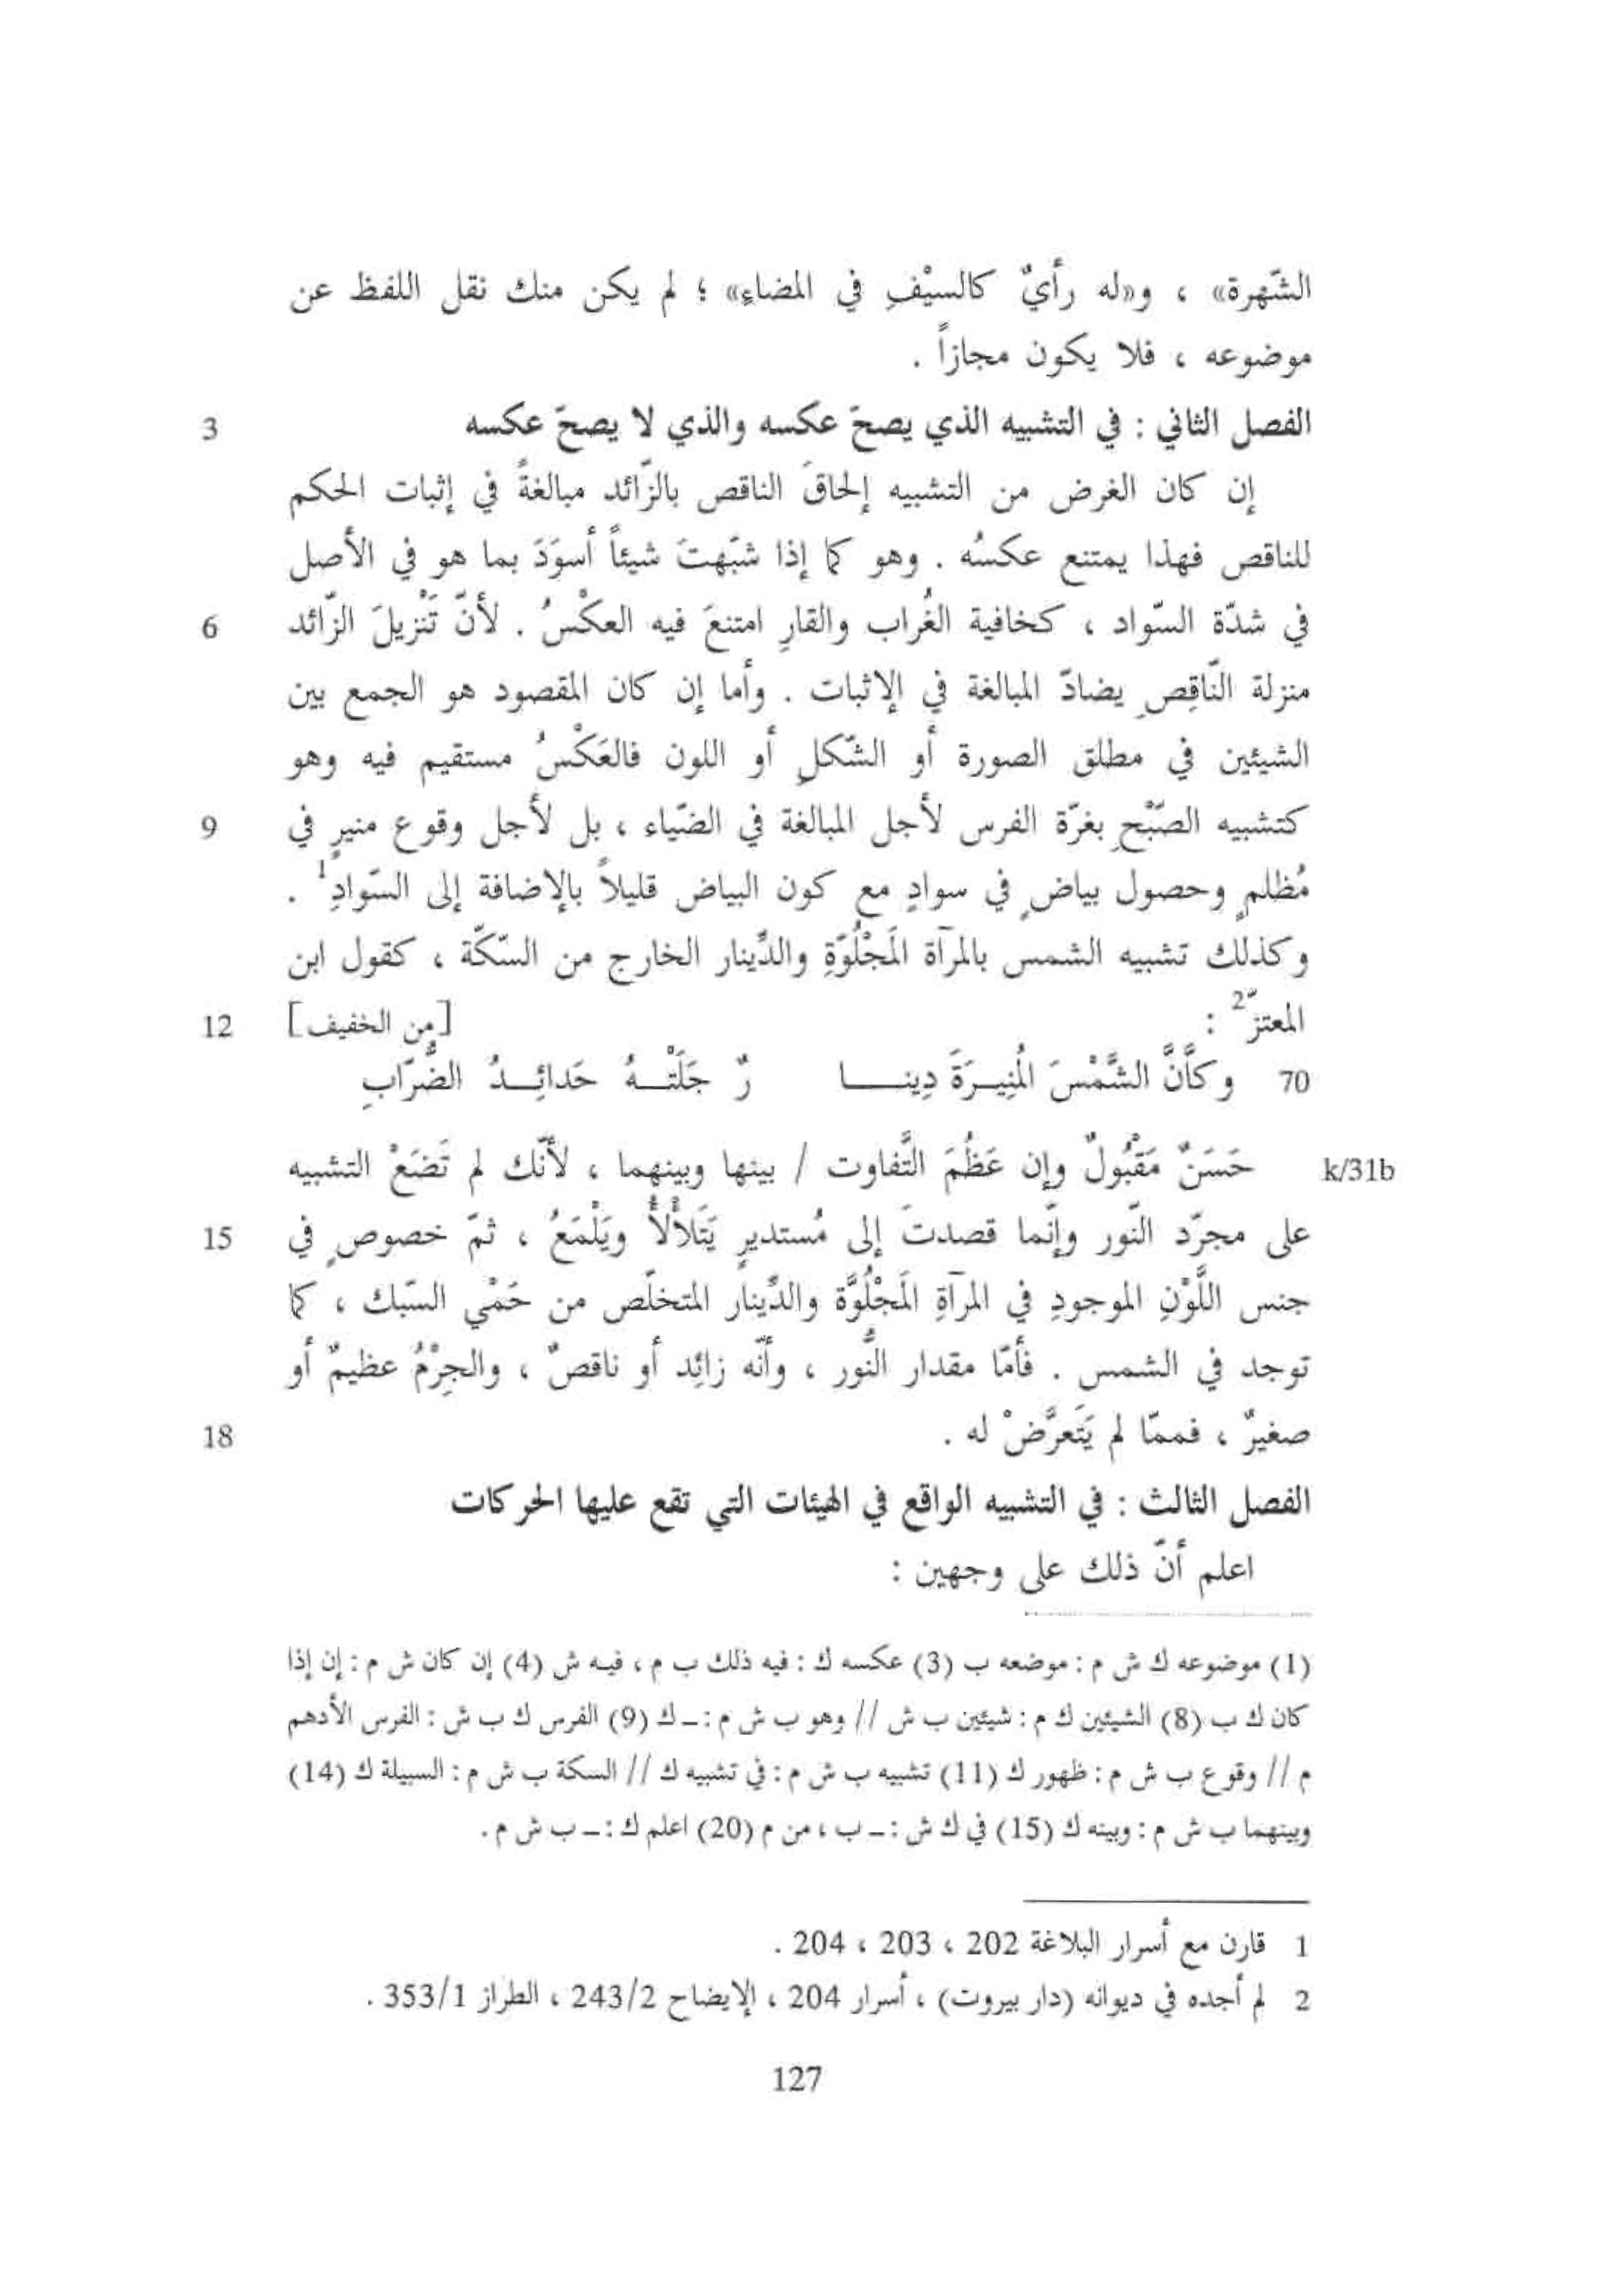 الشّهرة» ، و«له رأيٌ كالسيْفِ في المضاءِ» ؛ لم يكن منك نقل اللفظ عن
موضوعه ، فلا يكون مجازاً .
الفصل الثاني : في التشبيه الذي يصحّ عكسه والذي لا يصحّ عكسه 3
إن كان الغرض من التشبيه إلحاقَ الناقص بالزّائد مبالغةً في إثبات الحكم
للناقص فهذا يمتنع عكسُه . وهو كما إذا شبّهتَ شيئاً أسوَدَ بما هو في الأصل
في شدّة السّواد ، كخافية الغُراب والقارِ امتنعَ فيه العكْسُ . لأنّ تَنْزيلَ الزّائد 6
منزلة النّاقِصِ يضادّ المبالغة في الإثبات . وأما إن كان المقصود هو الجمع بين
الشيئين في مطلق الصورة أو الشّكلِ أو اللون فالعَكْسُ مستقيم فيه وهو
كتشبيه الصّبْحِ بغرّة الفرس لأجل المبالغة في الضّياء ، بل لأجل وقوع منيرٍ في 9
مُظلمٍ وحصول بياضٍ في سوادٍ مع كون البياض قليلاً بالإضافة إلى السّوادِ1 .
وكذلك تشبيه الشمس بالمرآة المَجْلُوّةِ والدِّينار الخارج من السّكّة ، كقول ابن
المعتزّ2 : [من الخفيف] 12
70 وكأَنَّ الشَّمْسَ المُنِيـرَةَ دِينـــا رٌ جَلَتْـــهُ حَدائِــدُ الضَّرّابِ
k/31b حَسَنٌ مَقْبُولٌ وإن عَظُمَ التَّفاوت / بينها وبينهما ، لأنّك لم تَضَعْ التشبيه
على مجرّد النّور وإنّما قصدتَ إلى مُستديرٍ يَتَلأْلأُ ويَلْمَعُ ، ثمّ خصوصٍ في 15
جنس اللَّوْنِ الموجودِ في المرآةِ المَجْلُوَّة والدِّينار المتخلّص من حَمْي السّبك ، كما
توجد في الشمس . فأمّا مقدار النُّور ، وأنّه زائِد أو ناقصٌ ، والجِرْمُ عظيمٌ أو
صغيرٌ ، فممّا لم يَتَعرَّضْ له . 18
الفصل الثالث : في التشبيه الواقع في الهيئات التي تقع عليها الحركات
اعلم أنّ ذلك على وجهين :
(1) موضوعه ك ش م : موضعه ب (3) عكسه ك : فيه ذلك ب م ، فيه ش (4) إن كان ش م : إن إذا
كان ك ب (8) الشيئين ك م : شيئين ب ش // وهو ب ش م : ــ ك (9) الفرس ك ب ش : الفرس الأدهم
م // وقوع ب ش م : ظهور ك (11) تشبيه ب ش م : في تشبيه ك // السكة ب ش م : السبيلة ك (14)
وبينهما ب ش م : وبينه ك (15) في ك ش : ــ ب ، من م (20) اعلم ك : ــ ب ش م .
1 قارن مع أسرار البلاغة 202 ، 203 ، 204 .
2 لم أجده في ديوانه (دار بيروت) ، أسرار 204 ، الإيضاح 243/2 ، الطراز 353/1 .
127